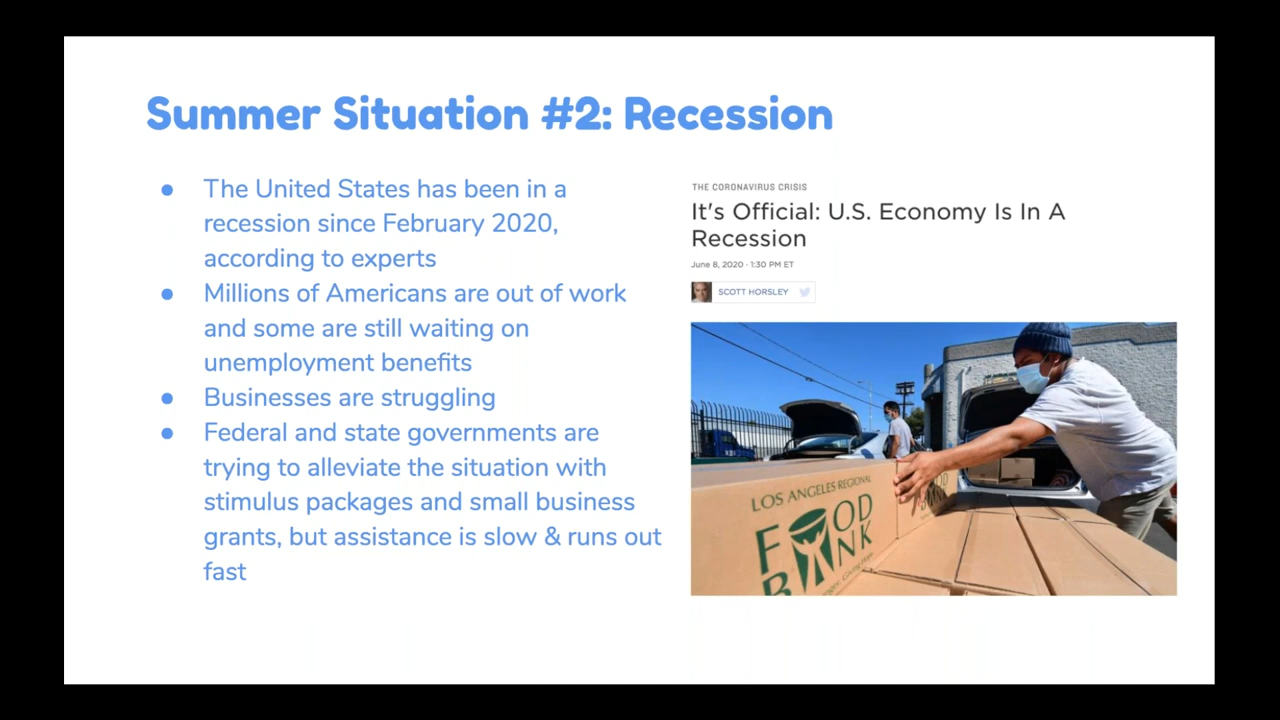 Summer Situation #2: Recession
● The United States has been in a
recession since February 2020,
according to experts
● Millions of Americans are out of work
and some are still waiting on
unemployment benefits
● Businesses are struggling
● Federal and state governments are
trying to alleviate the situation with
stimulus packages and small business
grants, but assistance is slow & runs out
fast
THE CORONAVIRUS CRISIS
It's Official: U.S. Economy Is In A
Recession
June 8, 2020 · 1:30 PM ET
SCOTT HORSLEY
LOS ANGELES REGIONAL
FOOD
BANK
FOOD